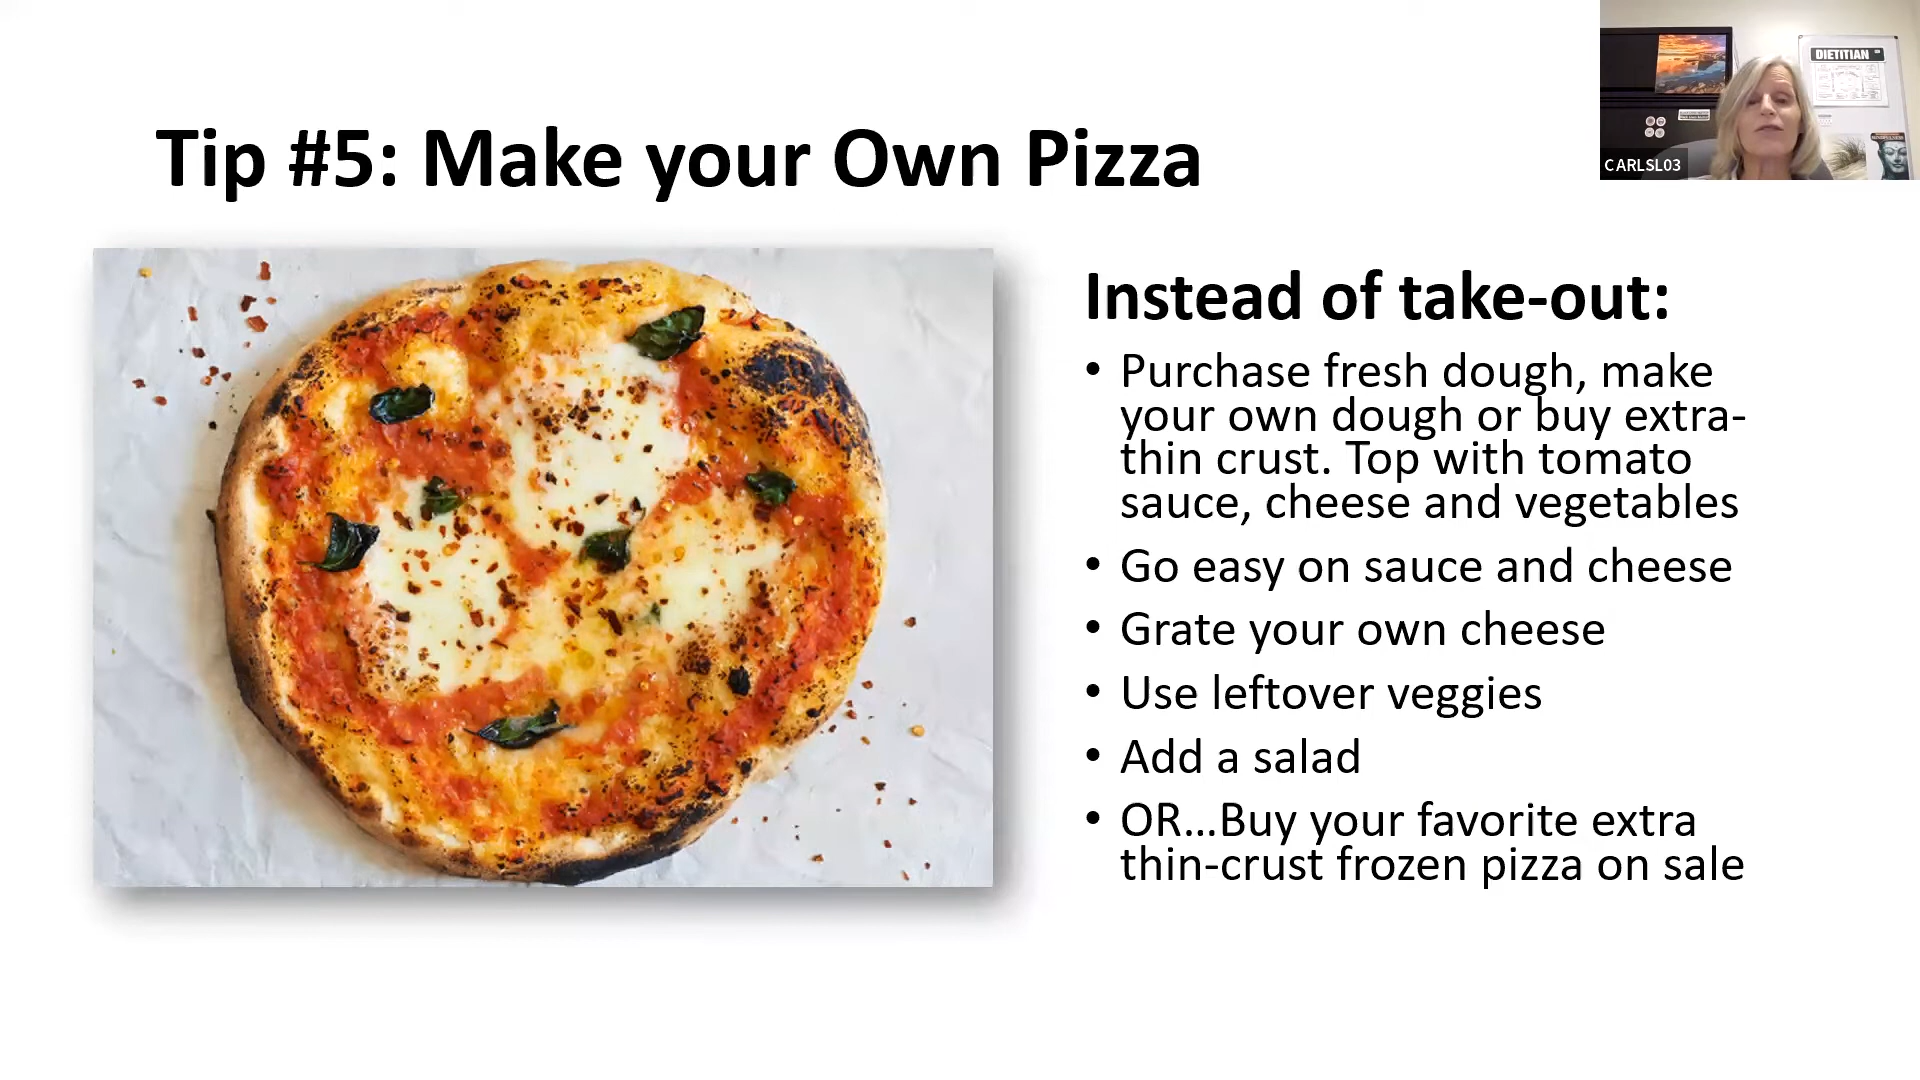 DIETITIAN
CARLSL03
Tip #5: Make your Own Pizza
Instead of take-out:
• Purchase fresh dough, make
your own dough or buy extra-
thin crust. Top with tomato
sauce, cheese and vegetables
• Go easy on sauce and cheese
• Grate your own cheese
• Use leftover veggies
• Add a salad
• OR...Buy your favorite extra
thin-crust frozen pizza on sale